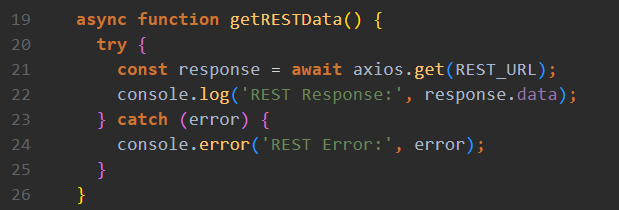 19 async function getRESTData() {
20   try {
21     const response = await axios.get(REST_URL);
22     console.log('REST Response:', response.data);
23   } catch (error) {
24     console.error('REST Error:', error);
25   }
26 }